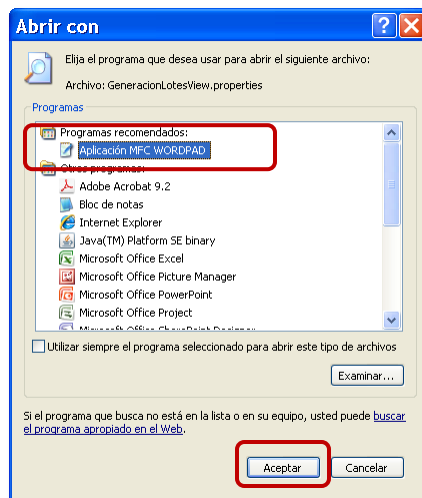 Abrir con
Elija el programa que desea usar para abrir el siguiente archivo:
Archivo: GeneracionLotesView.properties
Programas
Programas recomendados:
Aplicación MFC WORDPAD
Otros programas:
Adobe Acrobat 9.2
Bloc de notas
Internet Explorer
Java(TM) Platform SE binary
Microsoft Office Excel
Microsoft Office Picture Manager
Microsoft Office PowerPoint
Microsoft Office Project
Microsoft Office SharePoint Designer
Utilizar siempre el programa seleccionado para abrir este tipo de archivos
Examinar...
Si el programa que busca no está en la lista o en su equipo, usted puede buscar
el programa apropiado en el Web.
Aceptar Cancelar